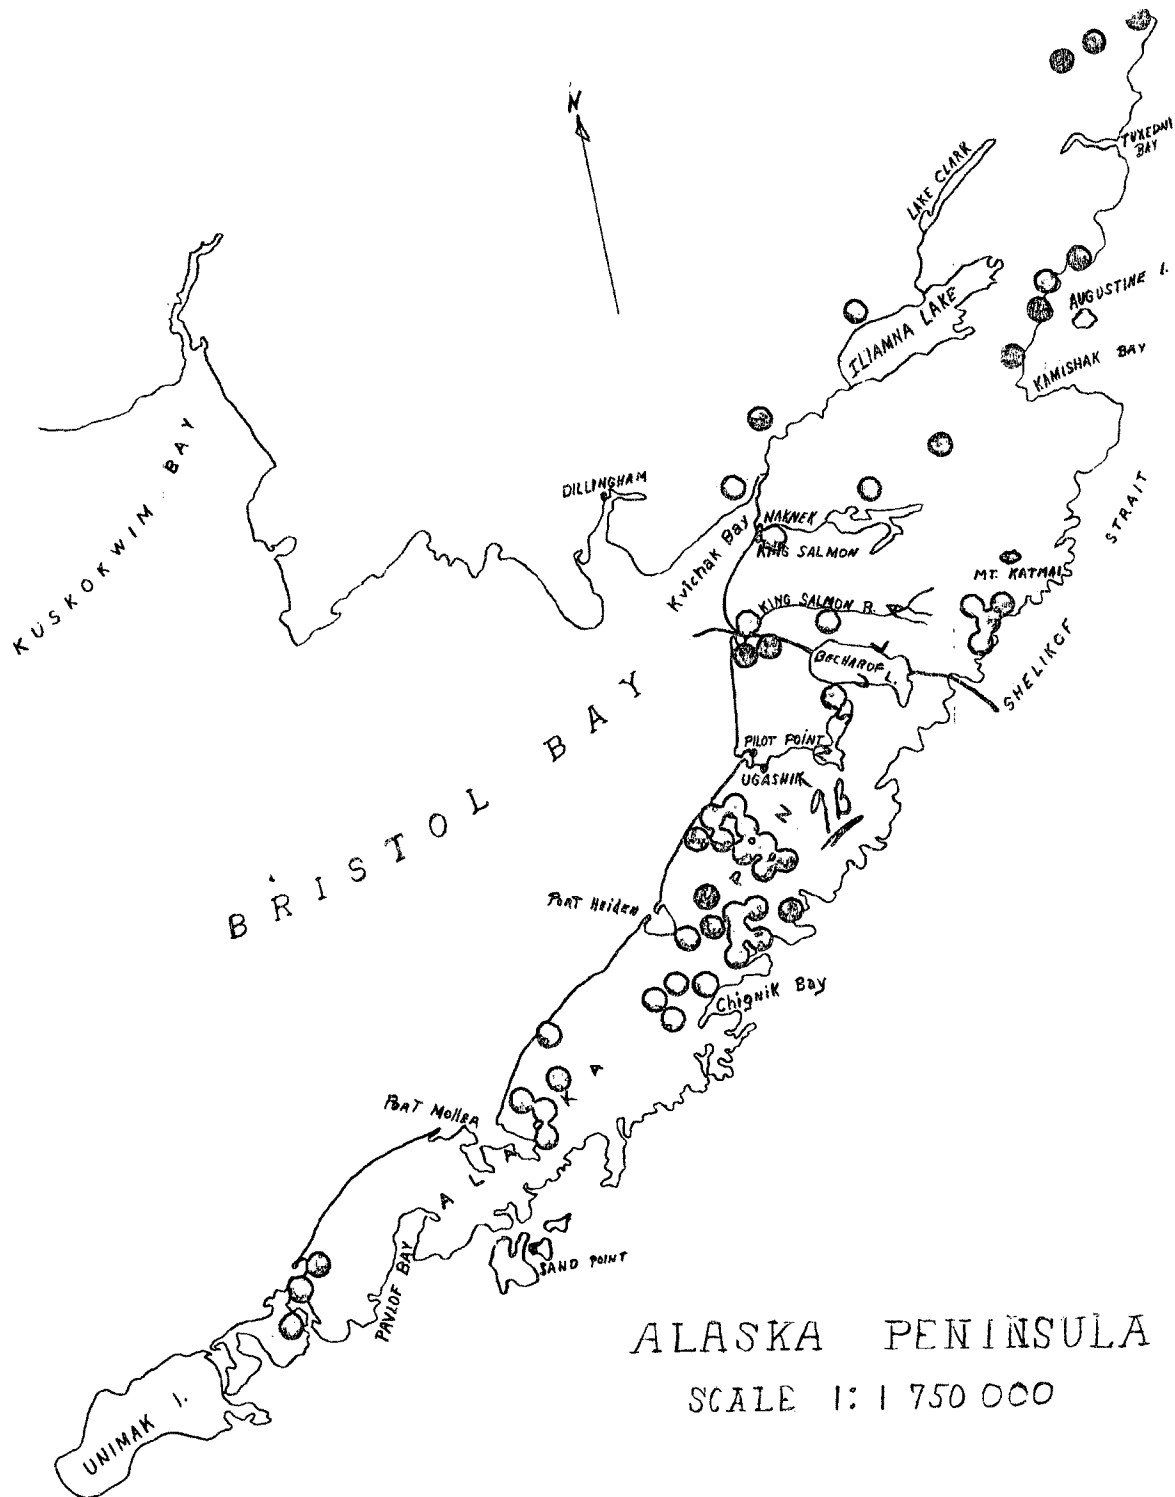 N
TUXEDNI
BAY
LAKE CLARK
AUGUSTINE I.
ILIAMNA LAKE
KAMISHAK BAY
KUSKOKWIM BAY
DILLINGHAM
STRAIT
Kvichak Bay
NAKNEK
KING SALMON
MT. KATMAI
KING SALMON R.
BECHAROF L.
SHELIKOF
BRISTOL BAY
PILOT POINT
UGASHIK
9B
PORT HEIDEN
Chignik Bay
PORT MOLLER
ALASKA P N
SAND POINT
PAVLOF BAY
UNIMAK I.
ALASKA PENINSULA
SCALE 1: 1 750 000